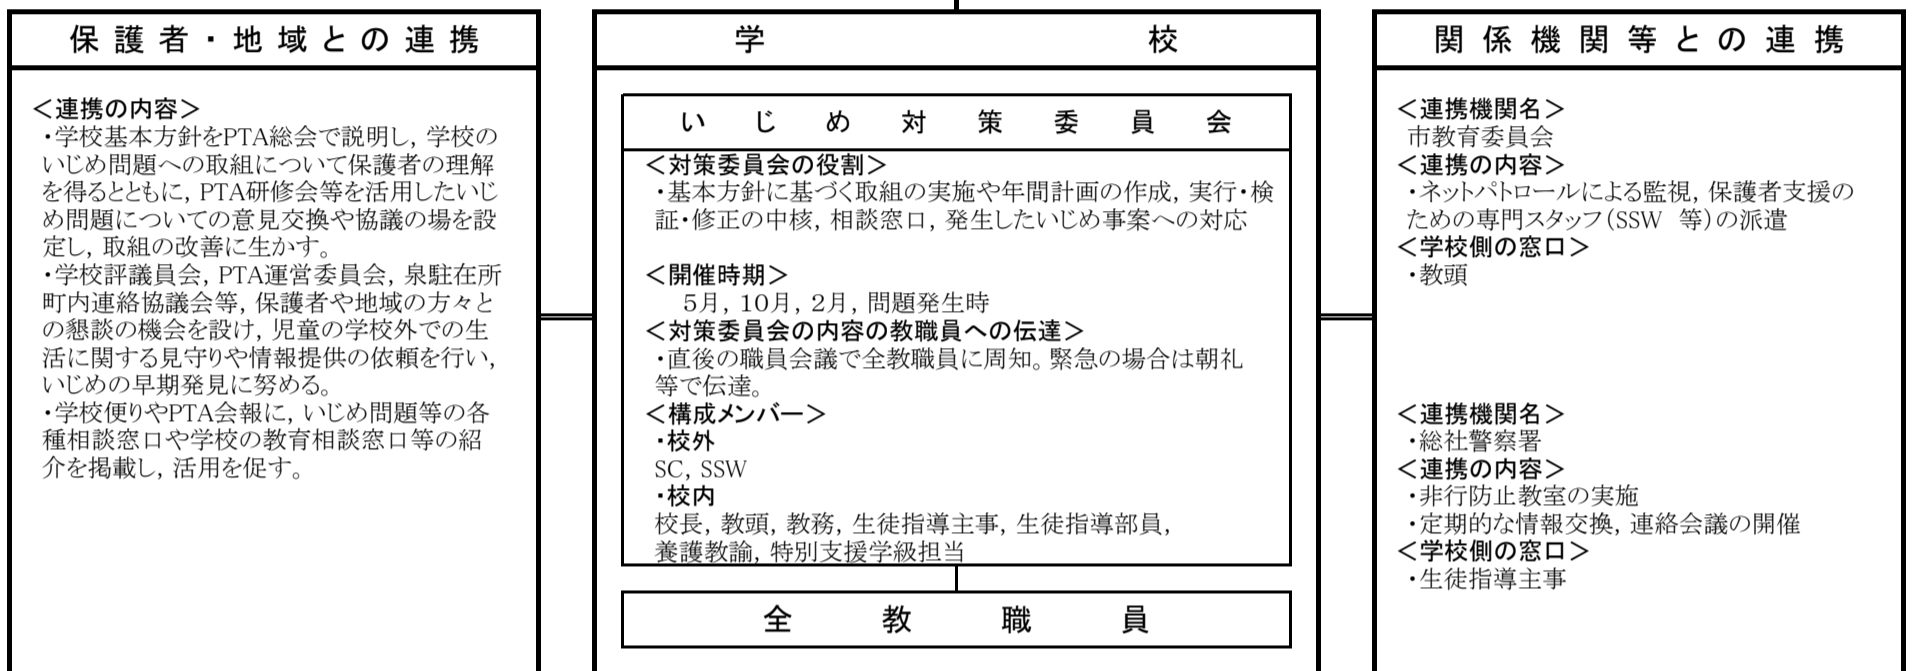 保護者・地域との連携
＜連携の内容＞
・学校基本方針をPTA総会で説明し, 学校の
いじめ問題への取組について保護者の理解
を得るとともに, PTA研修会等を活用したいじ
め問題についての意見交換や協議の場を設
定し, 取組の改善に生かす。
・学校評議員会, PTA運営委員会, 泉駐在所
町内連絡協議会等, 保護者や地域の方々と
の懇談の機会を設け, 児童の学校外での生
活に関する見守りや情報提供の依頼を行い,
いじめの早期発見に努める。
・学校便りやPTA会報に, いじめ問題等の各
種相談窓口や学校の教育相談窓口等の紹
介を掲載し, 活用を促す。
学校
いじめ対策委員会
＜対策委員会の役割＞
・基本方針に基づく取組の実施や年間計画の作成, 実行・検
証・修正の中核, 相談窓口, 発生したいじめ事案への対応
＜開催時期＞
5月, 10月, 2月, 問題発生時
＜対策委員会の内容の教職員への伝達＞
・直後の職員会議で全教職員に周知。緊急の場合は朝礼
等で伝達。
＜構成メンバー＞
・校外
SC, SSW
・校内
校長, 教頭, 教務, 生徒指導主事, 生徒指導部員,
養護教諭, 特別支援学級担当
全教職員
関係機関等との連携
＜連携機関名＞
市教育委員会
＜連携の内容＞
・ネットパトロールによる監視, 保護者支援の
ための専門スタッフ（SSW 等）の派遣
＜学校側の窓口＞
・教頭
＜連携機関名＞
・総社警察署
＜連携の内容＞
・非行防止教室の実施
・定期的な情報交換, 連絡会議の開催
＜学校側の窓口＞
・生徒指導主事